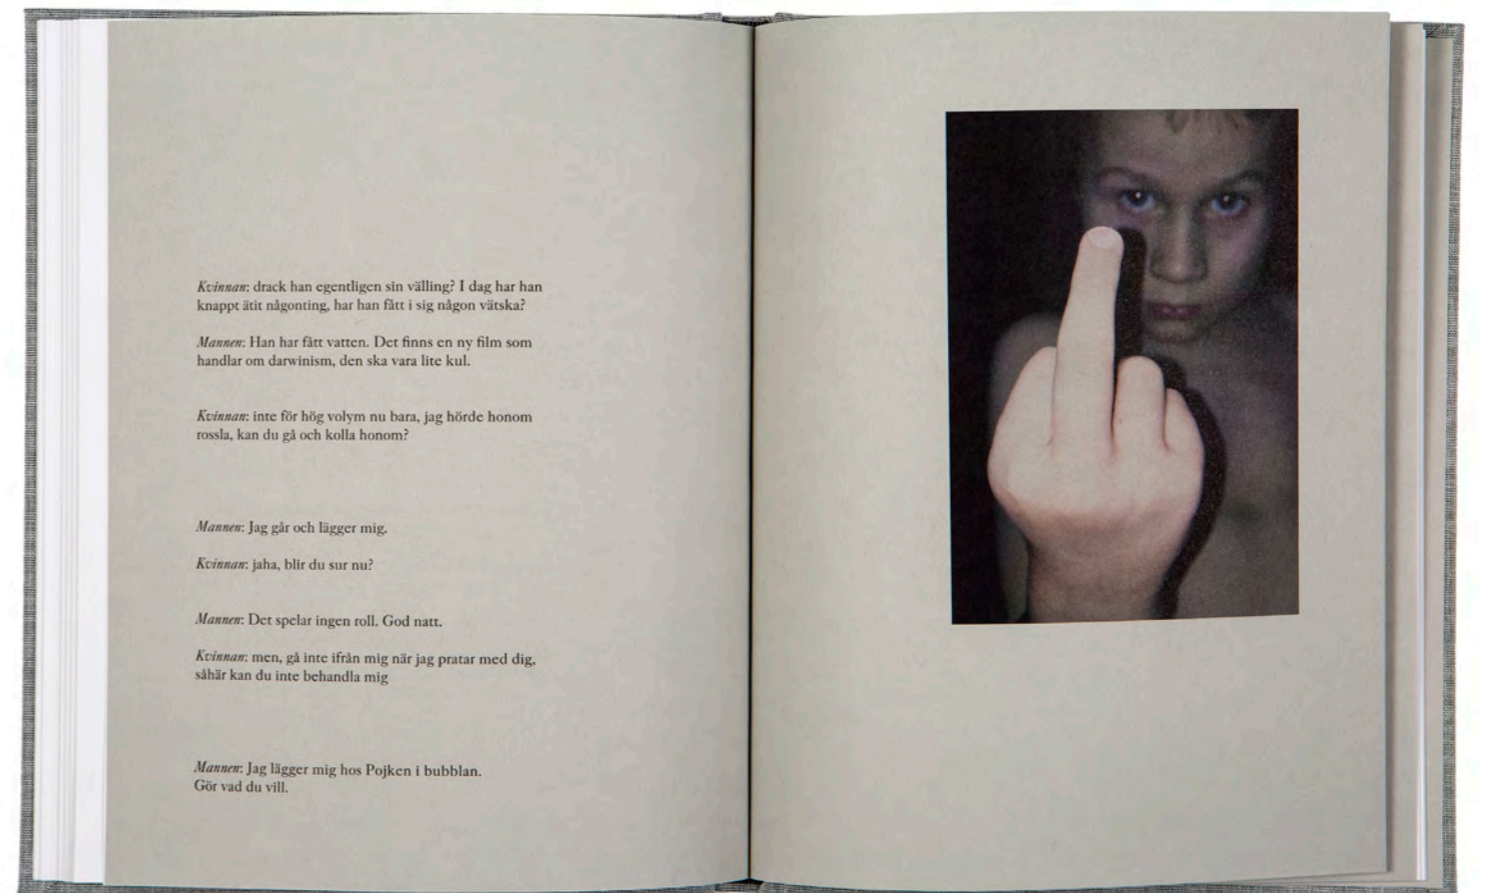 Kvinnan: drack han egentligen sin välling? I dag har han
knappt ätit någonting, har han fått i sig någon vätska?
Mannen: Han har fått vatten. Det finns en ny film som
handlar om darwinism, den ska vara lite kul.
Kvinnan: inte för hög volym nu bara, jag hörde honom
rossla, kan du gå och kolla honom?
Mannen: Jag går och lägger mig.
Kvinnan: jaha, blir du sur nu?
Mannen: Det spelar ingen roll. God natt.
Kvinnan: men, gå inte ifrån mig när jag pratar med dig,
såhär kan du inte behandla mig
Mannen: Jag lägger mig hos Pojken i bubblan.
Gör vad du vill.